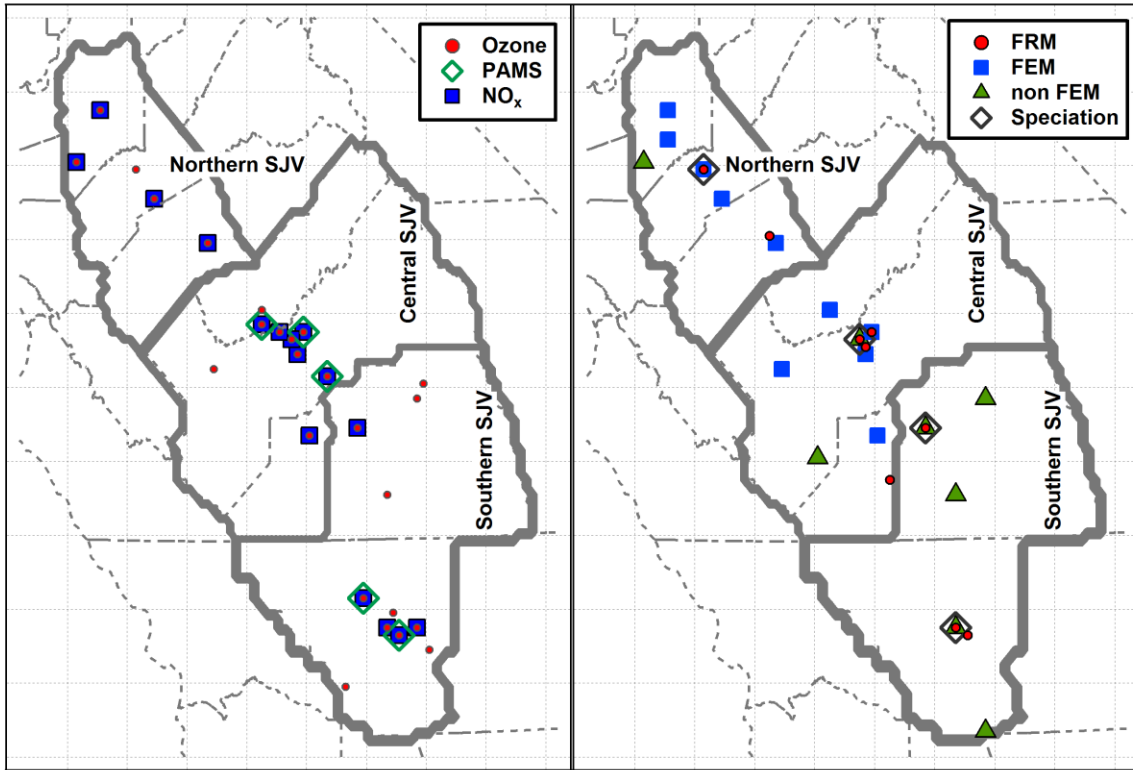 Ozone
PAMS
NOx
Northern SJV
Central SJV
Southern SJV
FRM
FEM
non FEM
Speciation
Northern SJV
Central SJV
Southern SJV